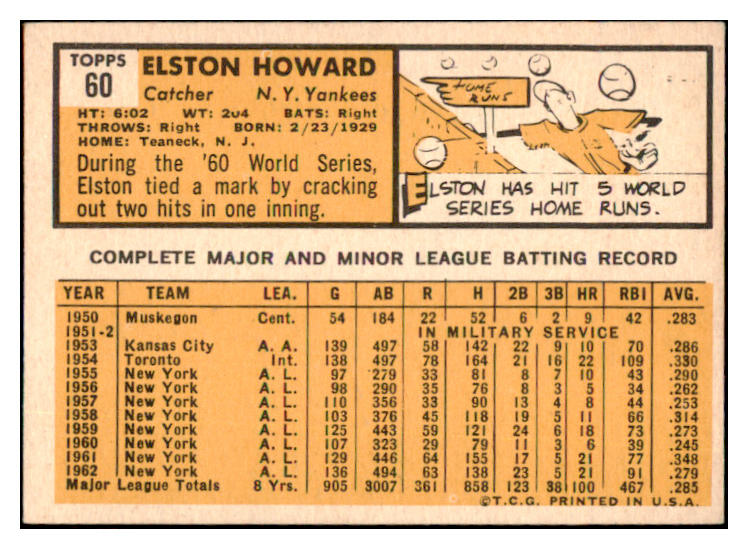 TOPPS
60
ELSTON HOWARD
Catcher N. Y. Yankees
HT: 6:02 WT: 204 BATS: Right
THROWS: Right BORN: 2/23/1929
HOME: Teaneck, N. J.
During the '60 World Series,
Elston tied a mark by cracking
out two hits in one inning.
HOME RUNS
ELSTON HAS HIT 5 WORLD
SERIES HOME RUNS.
COMPLETE MAJOR AND MINOR LEAGUE BATTING RECORD
YEAR TEAM LEA. G AB R H 2B 3B HR RBI AVG.
1950 Muskegon Cent. 54 184 22 52 6 2 9 42 .283
1951-2 IN MILITARY SERVICE
1953 Kansas City A. A. 139 497 58 142 22 9 10 70 .286
1954 Toronto Int. 138 497 78 164 21 16 22 109 .330
1955 New York A. L. 97 279 33 81 8 7 10 43 .290
1956 New York A. L. 98 290 35 76 8 3 5 34 .262
1957 New York A. L. 110 356 33 90 13 4 8 44 .253
1958 New York A. L. 103 376 45 118 19 5 11 66 .314
1959 New York A. L. 125 443 59 121 24 6 18 73 .273
1960 New York A. L. 107 323 29 79 11 3 6 39 .245
1961 New York A. L. 129 446 64 155 17 5 21 77 .348
1962 New York A. L. 136 494 63 138 23 5 21 91 .279
Major League Totals 8 Yrs. 905 3007 361 858 123 38 100 467 .285
©T.C.G. PRINTED IN U.S.A.